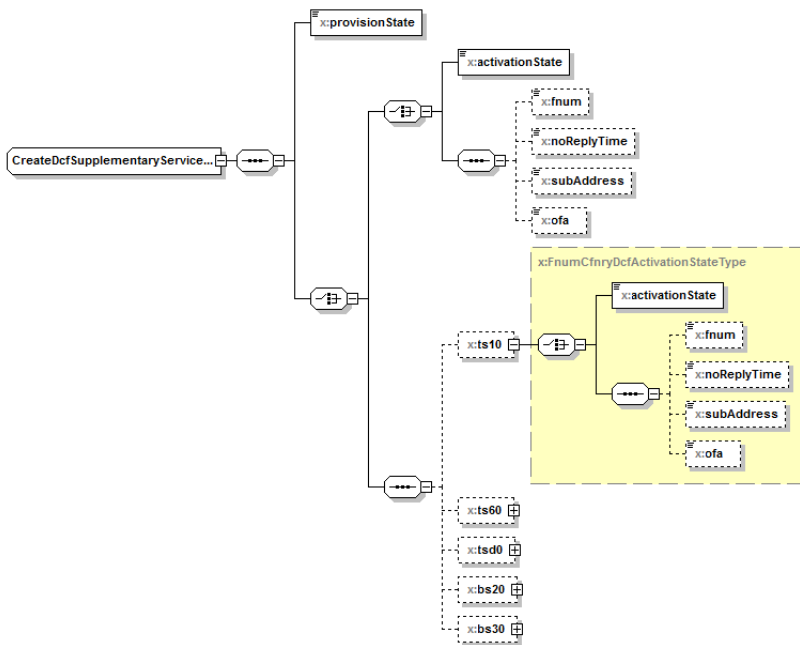 x:provisionState
x:activationState
x:fnum
x:noReplyTime
CreateDcfSupplementaryService...
x:subAddress
x:ofa
x:FnumCfnryDcfActivationStateType
x:activationState
x:ts10
x:fnum
x:noReplyTime
x:subAddress
x:ofa
x:ts60
x:tsd0
x:bs20
x:bs30